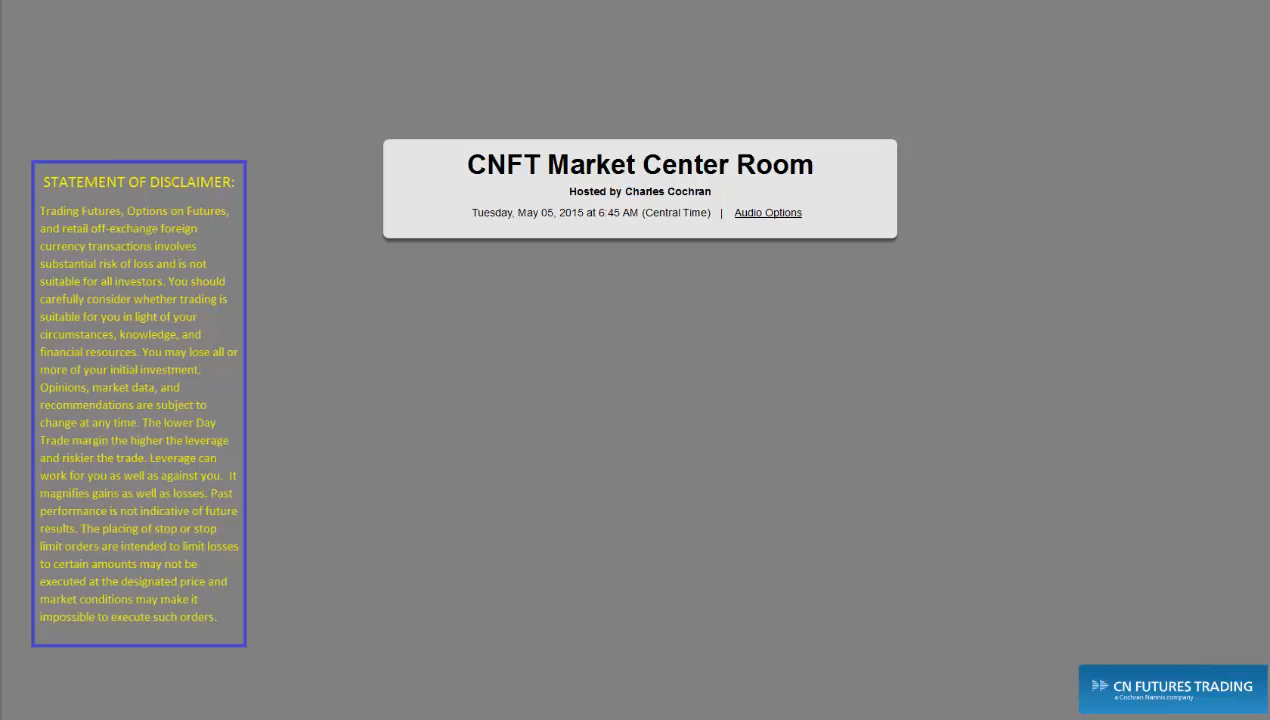 CNFT Market Center Room
Hosted by Charles Cochran
Tuesday, May 05, 2015 at 6:45 AM (Central Time) | Audio Options
STATEMENT OF DISCLAIMER:
Trading Futures, Options on Futures,
and retail off-exchange foreign
currency transactions involves
substantial risk of loss and is not
suitable for all investors. You should
carefully consider whether trading is
suitable for you in light of your
circumstances, knowledge, and
financial resources. You may lose all or
more of your initial investment.
Opinions, market data, and
recommendations are subject to
change at any time. The lower Day
Trade margin the higher the leverage
and riskier the trade. Leverage can
work for you as well as against you. It
magnifies gains as well as losses. Past
performance is not indicative of future
results. The placing of stop or stop
limit orders are intended to limit losses
to certain amounts may not be
executed at the designated price and
market conditions may make it
impossible to execute such orders.
CN FUTURES TRADING
a Cochran Nannis company